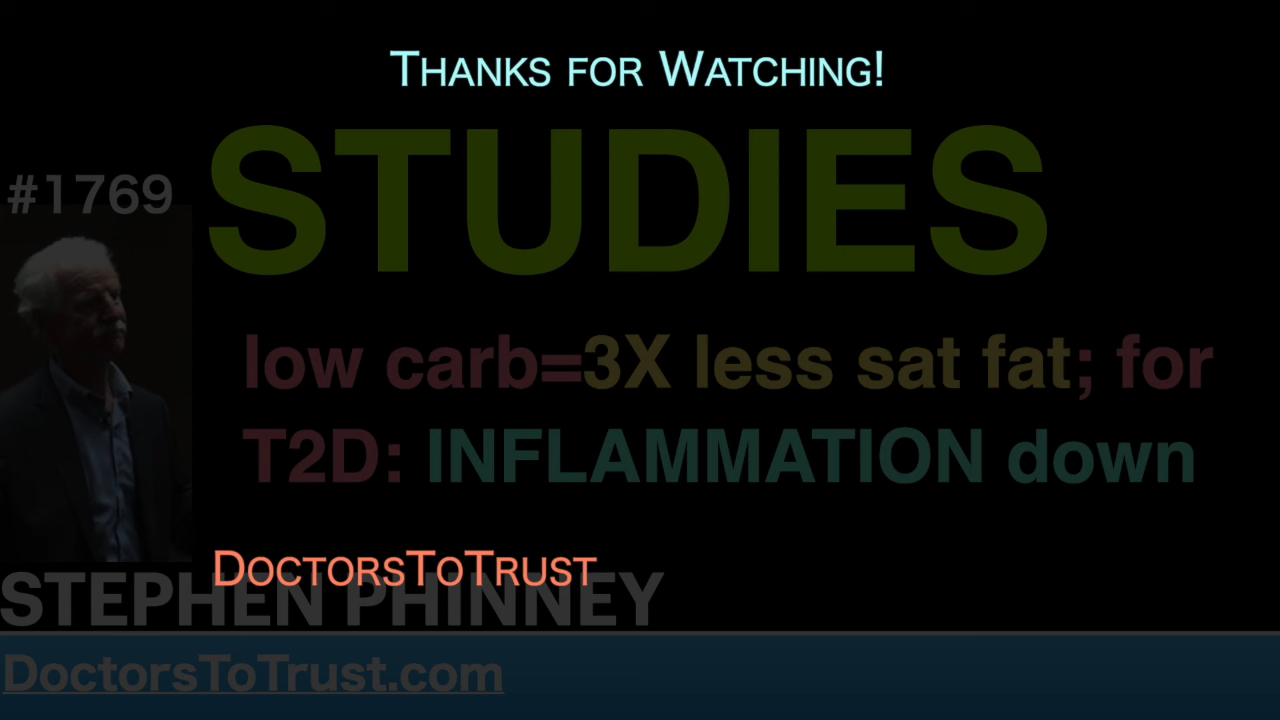 Thanks for Watching!
STUDIES
#1769
low carb=3X less sat fat; for
T2D: INFLAMMATION down
DoctorsToTrust
STEPHEN PHINNEY
DoctorsToTrust.com